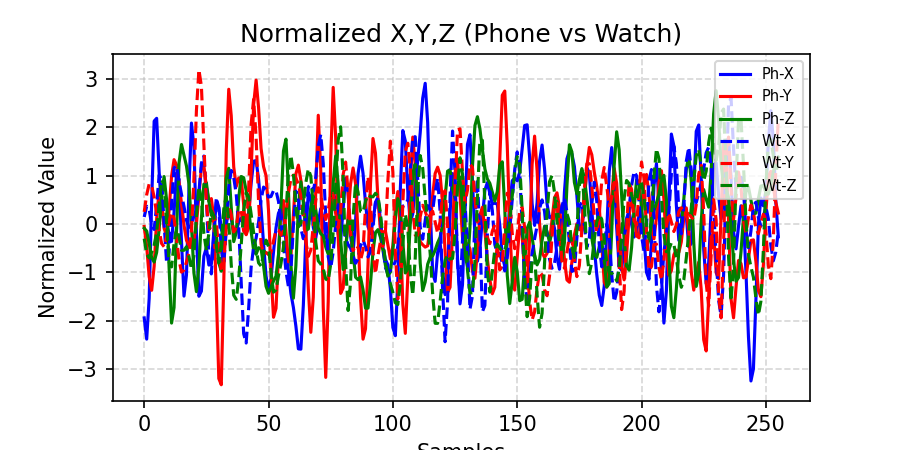 Normalized X,Y,Z (Phone vs Watch)
Normalized Value
3
2
1
0
−1
−2
−3
0 50 100 150 200 250
Samples
Ph-X
Ph-Y
Ph-Z
Wt-X
Wt-Y
Wt-Z